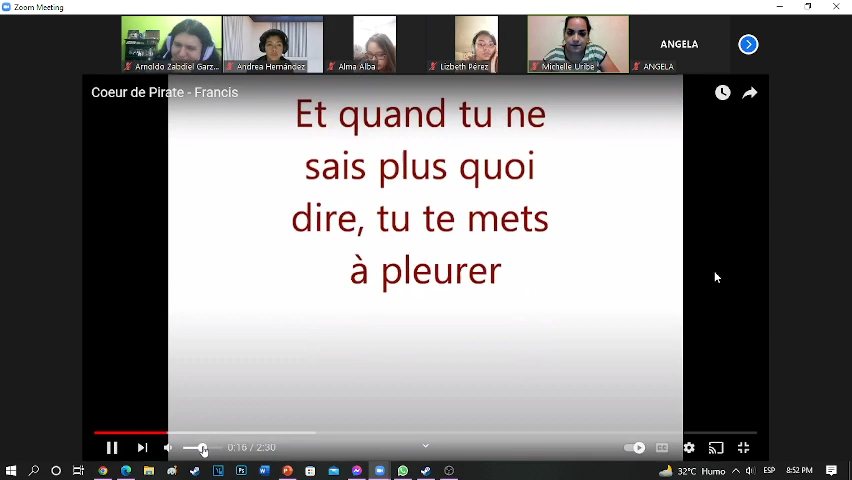 Zoom Meeting
Arnoldo Zabdiel Garz...
Andrea Hernández
Alma Alba
Lizbeth Pérez
Michelle Uribe
ANGELA
ANGELA
Coeur de Pirate - Francis
Et quand tu ne
sais plus quoi
dire, tu te mets
à pleurer
0:16 / 2:30
32°C Humo
ESP
8:52 PM